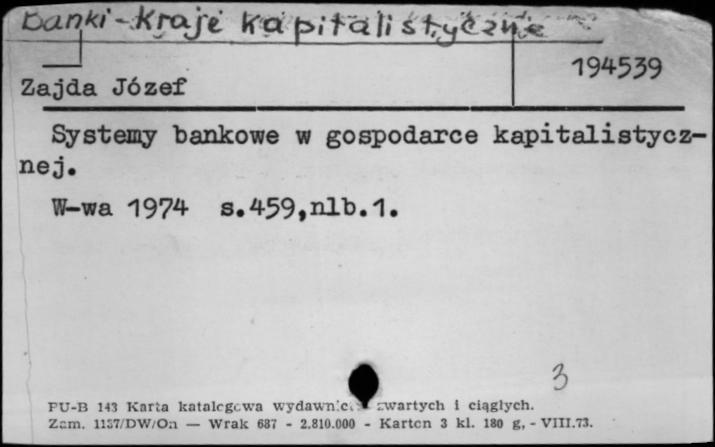 Banki - Kraje kapitalistyczne
194539
Zajda Józef
Systemy bankowe w gospodarce kapitalistycz-
nej.
W-wa 1974 s.459,nlb.1.
3
PU-B 143 Karta katalogowa wydawnic. zwartych i ciągłych.
Zam. 1137/DW/On — Wrak 687 - 2.810.000 - Karton 3 kl. 180 g, - VIII.73.